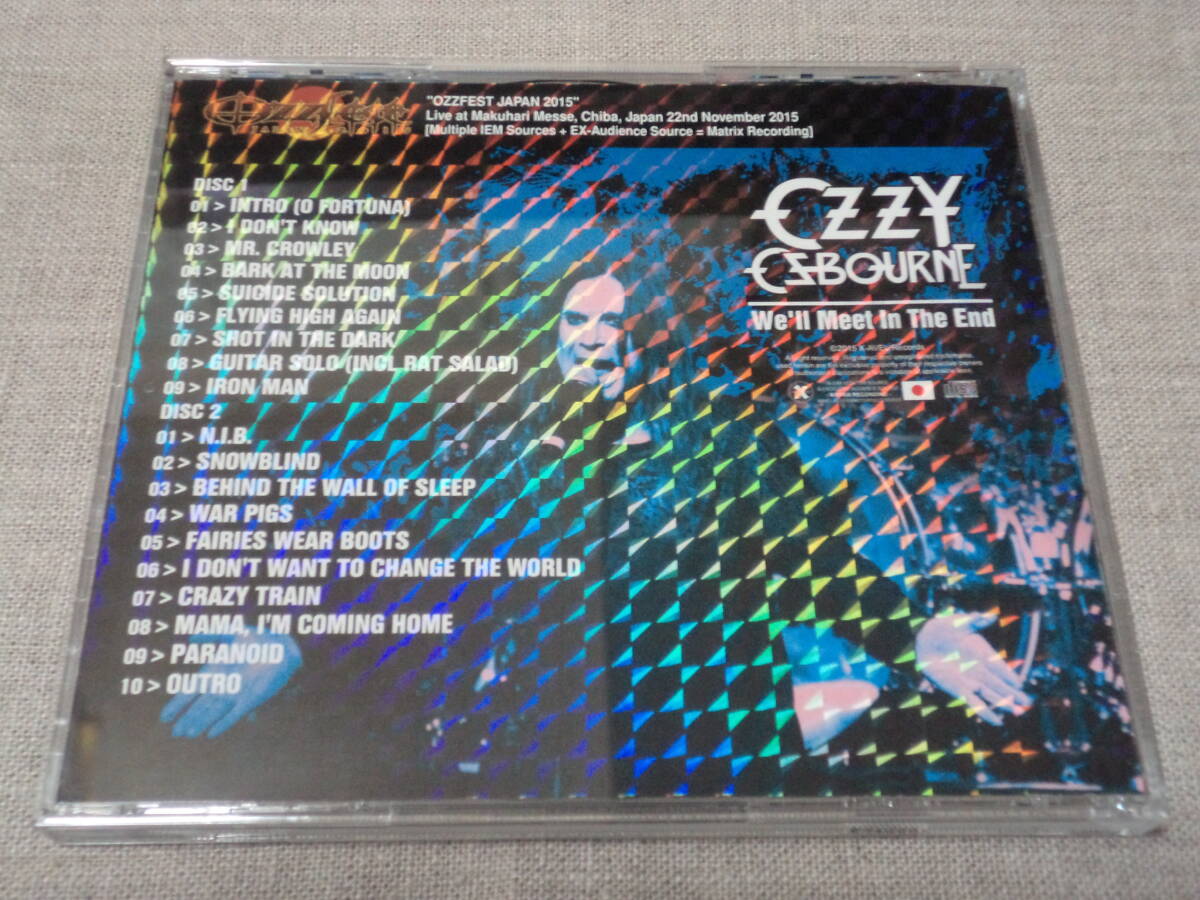 Ozzfest
"OZZFEST JAPAN 2015"
Live at Makuhari Messe, Chiba, Japan 22nd November 2015
[Multiple IEM Sources + EX-Audience Source = Matrix Recording]
DISC 1
01 > INTRO (O FORTUNA)
02 > I DON'T KNOW
03 > MR. CROWLEY
04 > BARK AT THE MOON
05 > SUICIDE SOLUTION
06 > FLYING HIGH AGAIN
07 > SHOT IN THE DARK
08 > GUITAR SOLO (INCL RAT SALAD)
09 > IRON MAN
DISC 2
01 > N.I.B.
02 > SNOWBLIND
03 > BEHIND THE WALL OF SLEEP
04 > WAR PIGS
05 > FAIRIES WEAR BOOTS
06 > I DON'T WANT TO CHANGE THE WORLD
07 > CRAZY TRAIN
08 > MAMA, I'M COMING HOME
09 > PARANOID
10 > OUTRO
OZZY
OSBOURNE
We'll Meet In The End